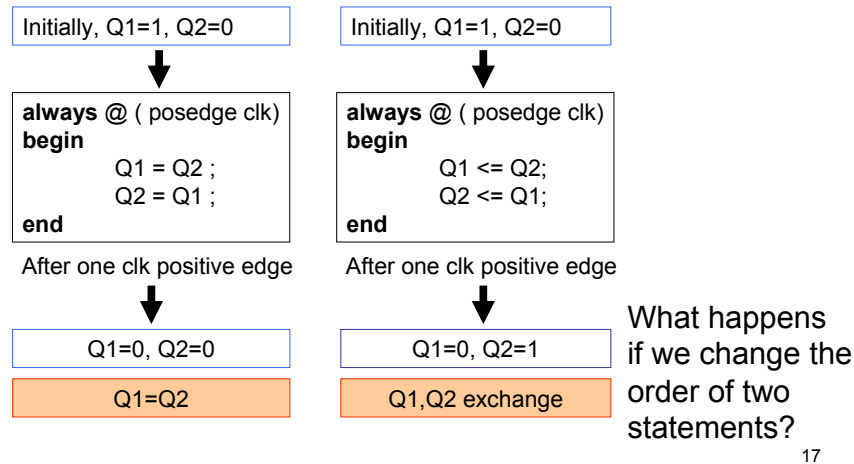 Initially, Q1=1, Q2=0
always @ ( posedge clk)
begin
Q1 = Q2 ;
Q2 = Q1 ;
end
After one clk positive edge
Q1=0, Q2=0
Q1=Q2
Initially, Q1=1, Q2=0
always @ ( posedge clk)
begin
Q1 <= Q2;
Q2 <= Q1;
end
After one clk positive edge
Q1=0, Q2=1
Q1,Q2 exchange
What happens
if we change the
order of two
statements?
17